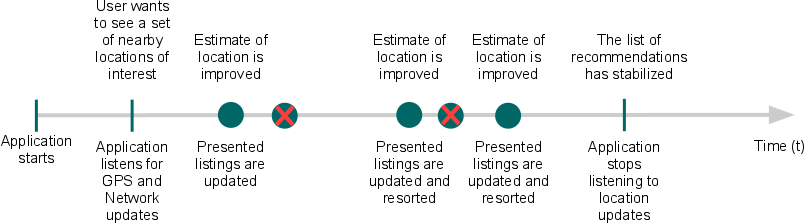 User wants
to see a set
of nearby
locations of
interest
Estimate of
location is
improved
Estimate of
location is
improved
Estimate of
location is
improved
The list of
recommendations
has stabilized
Application
starts
Application
listens for
GPS and
Network
updates
Presented
listings are
updated
Presented
listings are
updated and
resorted
Presented
listings are
updated and
resorted
Application
stops
listening to
location
updates
Time (t)